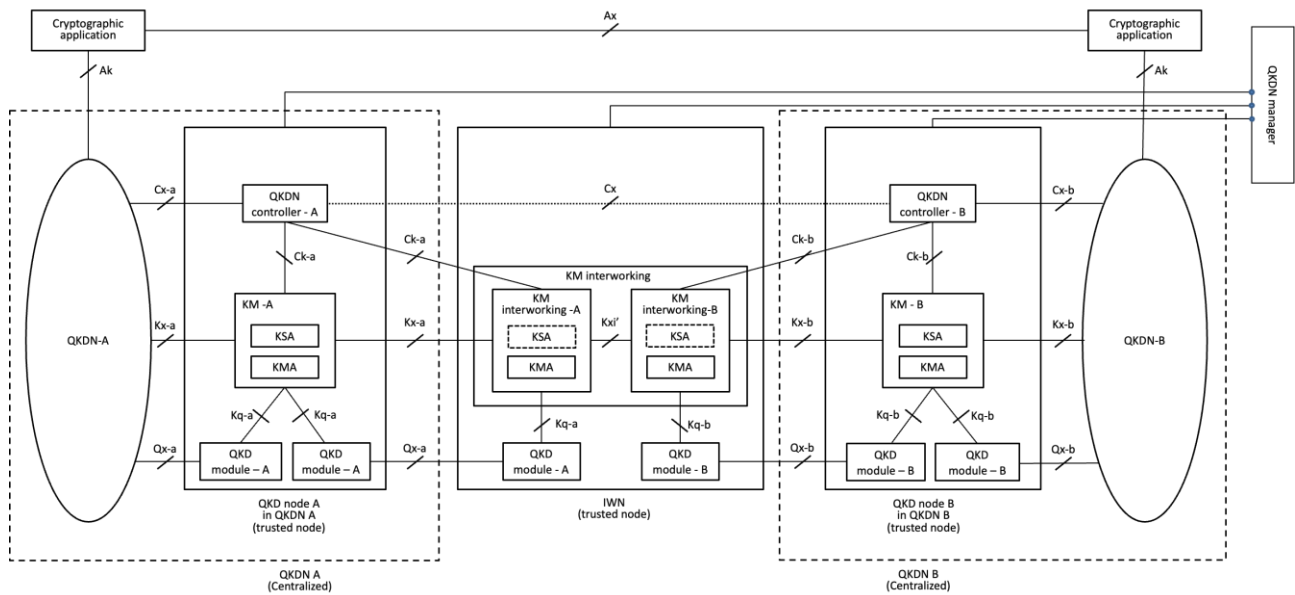 Cryptographic
application
Ax
Cryptographic
application
Ak
Ak
QKDN manager
Cx-a
QKDN
controller - A
Cx
QKDN
controller - B
Cx-b
Ck-a
Ck-a
Ck-b
Ck-b
KM interworking
KM -A
KM
interworking -A
KM
interworking-B
KM - B
QKDN-A
Kx-a
KSA
KMA
Kx-a
KSA
KMA
Kxi’
KSA
KMA
Kx-b
KSA
KMA
Kx-b
QKDN-B
Kq-a
Kq-a
Kq-a
Kq-b
Kq-b
Kq-b
Qx-a
QKD
module – A
QKD
module – A
Qx-a
QKD
module - A
QKD
module - B
Qx-b
QKD
module – B
QKD
module – B
Qx-b
QKD node A
in QKDN A
(trusted node)
IWN
(trusted node)
QKD node B
in QKDN B
(trusted node)
QKDN A
(Centralized)
QKDN B
(Centralized)